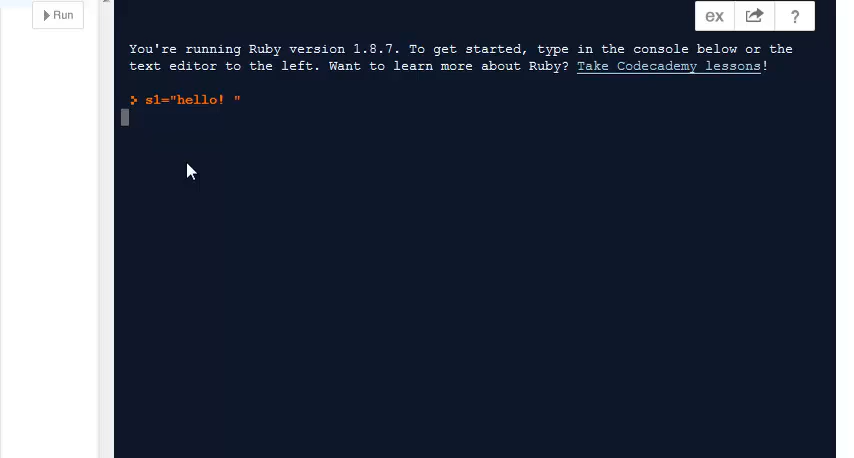 Run
ex
?
You're running Ruby version 1.8.7. To get started, type in the console below or the
text editor to the left. Want to learn more about Ruby? Take Codecademy lessons!
s1="hello! "